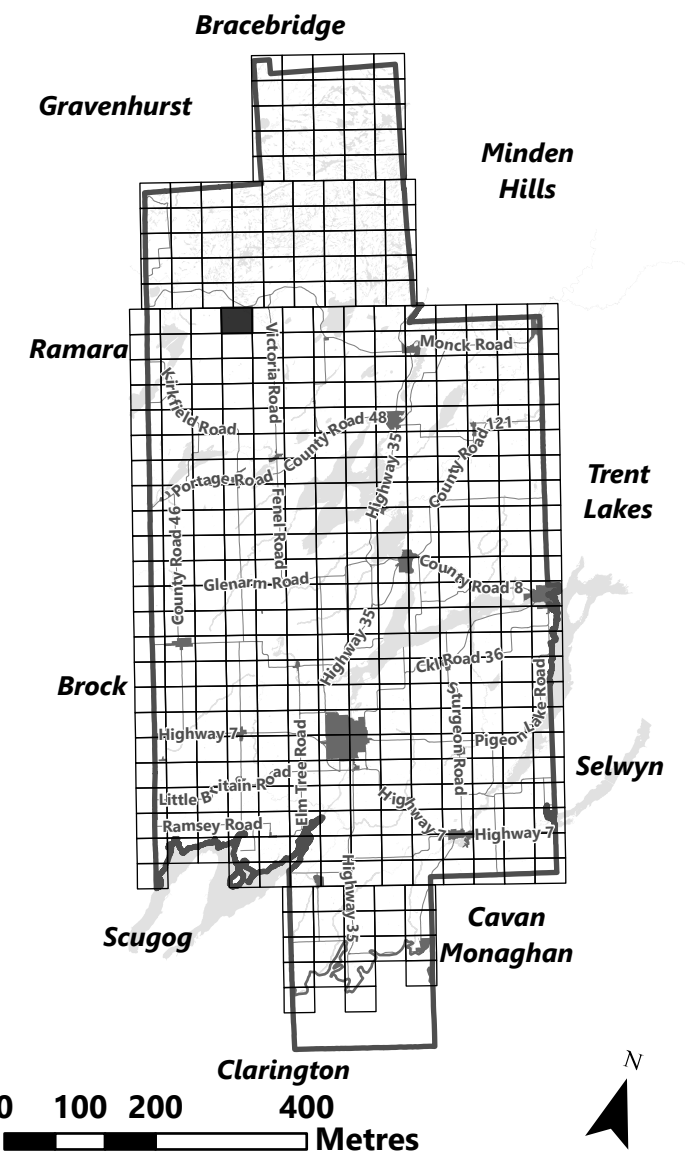 Bracebridge
Gravenhurst
Minden
Hills
Ramara
Monck Road
Victoria Road
Kirkfield Road
County Road 48
County Road 121
Highway 35
Portage Road
Trent
Lakes
Fenel Road
County Road 46
County Road 8
Glenarm Road
Highway 35
Ckl Road 36
Brock
Sturgeon Road
Pigeon Lake Road
Highway 7
Elm Tree Road
Selwyn
Little Britain Road
Highway 7
Ramsey Road
Highway 7
Highway 35
Scugog
Cavan
Monaghan
Clarington
N
0 100 200 400
Metres